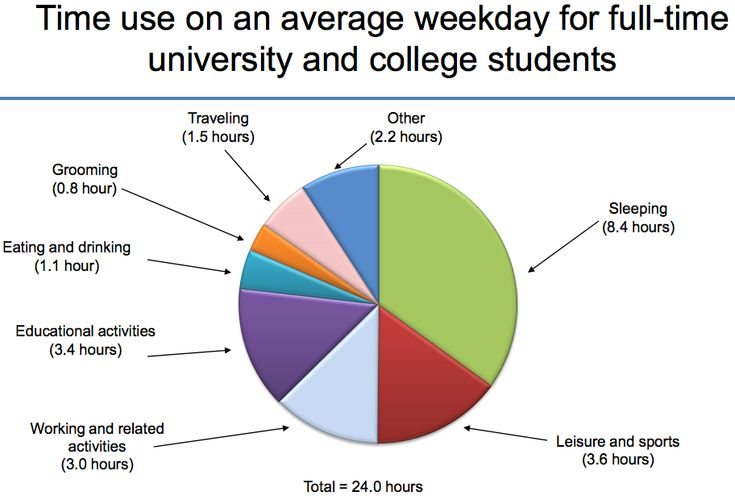 Time use on an average weekday for full-time
university and college students
Traveling
(1.5 hours)
Other
(2.2 hours)
Grooming
(0.8 hour)
Sleeping
(8.4 hours)
Eating and drinking
(1.1 hour)
Educational activities
(3.4 hours)
Working and related
activities
(3.0 hours)
Leisure and sports
(3.6 hours)
Total = 24.0 hours